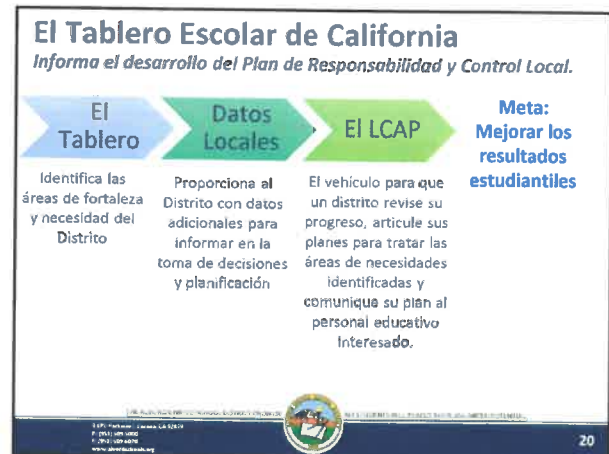 El Tablero Escolar de California
Informa el desarrollo del Plan de Responsabilidad y Control Local.
El
Tablero
Identifica las
áreas de fortaleza
y necesidad del
Distrito
Datos
Locales
Proporciona al
Distrito con datos
adicionales para
informar en la
toma de decisiones
y planificación
El LCAP
El vehículo para que
un distrito revise su
progreso, articule sus
planes para tratar las
áreas de necesidades
identificadas y
comunique su plan al
personal educativo
interesado.
Meta:
Mejorar los
resultados
estudiantiles
20